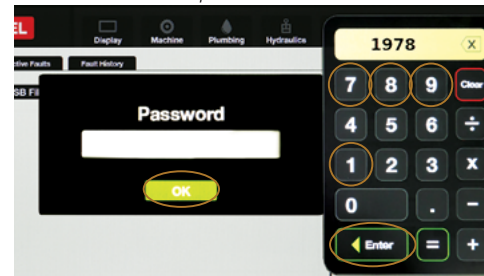 EL
Display Machine Plumbing Hydraulics
ctive Faults Fault History
SB Fil
Password
OK
1978 X
7 8 9 Clear
4 5 6 ÷
1 2 3 x
0 . -
Enter = +